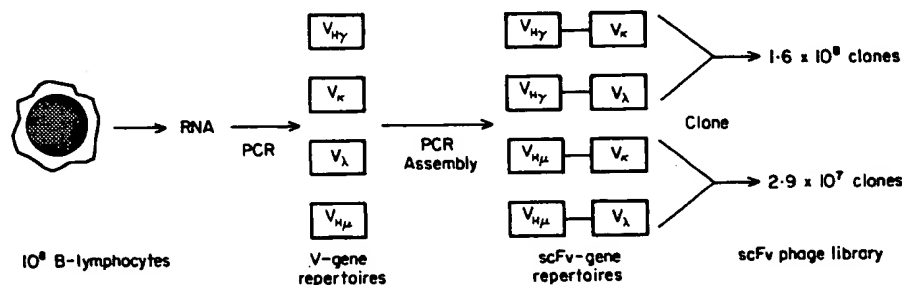 V_Hγ
V_κ
V_λ
V_Hμ
V_Hγ V_κ
V_Hγ V_λ
V_Hμ V_κ
V_Hμ V_λ
RNA
PCR
PCR
Assembly
Clone
1·6 x 10⁸ clones
2·9 x 10⁷ clones
10⁸ B-lymphocytes
V-gene
repertoires
scFv-gene
repertoires
scFv phage library